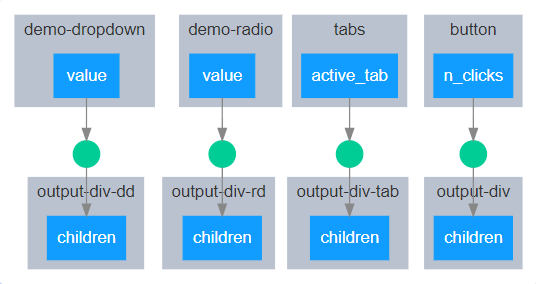 demo-dropdown demo-radio tabs button
value value active_tab n_clicks
output-div-dd output-div-rd output-div-tab output-div
children children children children